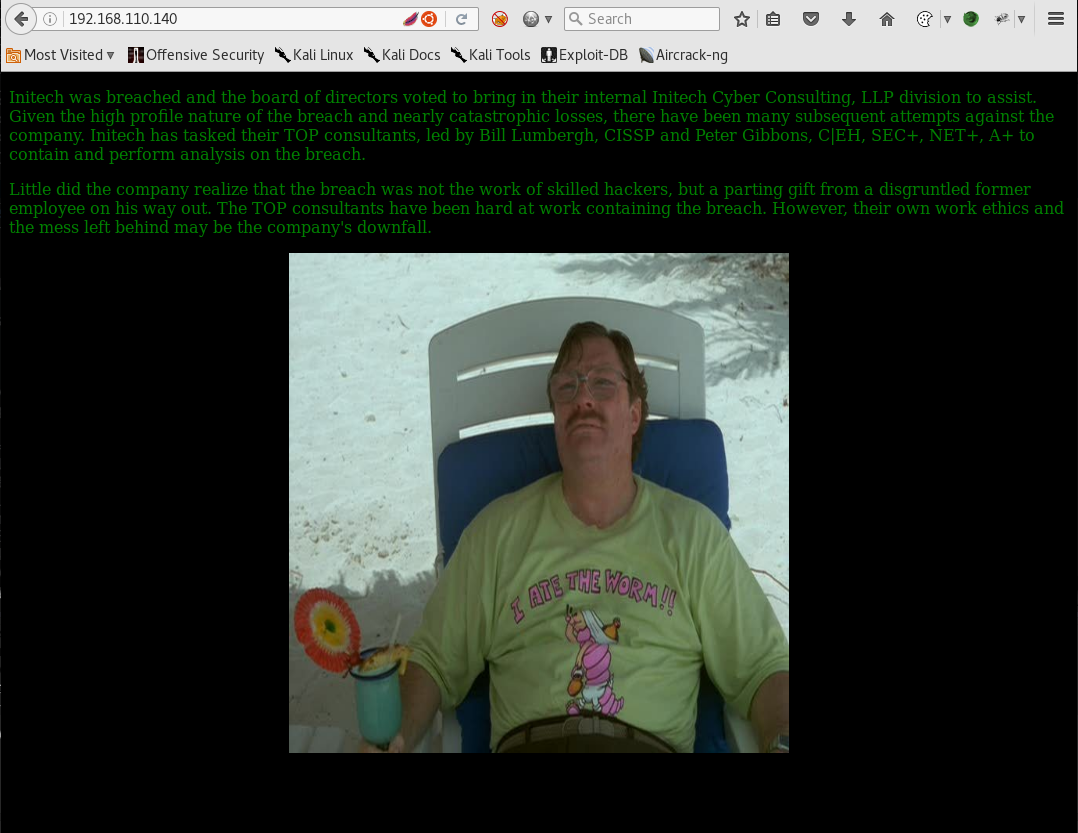 192.168.110.140
Search
Most Visited
Offensive Security
Kali Linux
Kali Docs
Kali Tools
Exploit-DB
Aircrack-ng
Initech was breached and the board of directors voted to bring in their internal Initech Cyber Consulting, LLP division to assist.
Given the high profile nature of the breach and nearly catastrophic losses, there have been many subsequent attempts against the
company. Initech has tasked their TOP consultants, led by Bill Lumbergh, CISSP and Peter Gibbons, C|EH, SEC+, NET+, A+ to
contain and perform analysis on the breach.
Little did the company realize that the breach was not the work of skilled hackers, but a parting gift from a disgruntled former
employee on his way out. The TOP consultants have been hard at work containing the breach. However, their own work ethics and
the mess left behind may be the company's downfall.
I ATE THE WORM!!